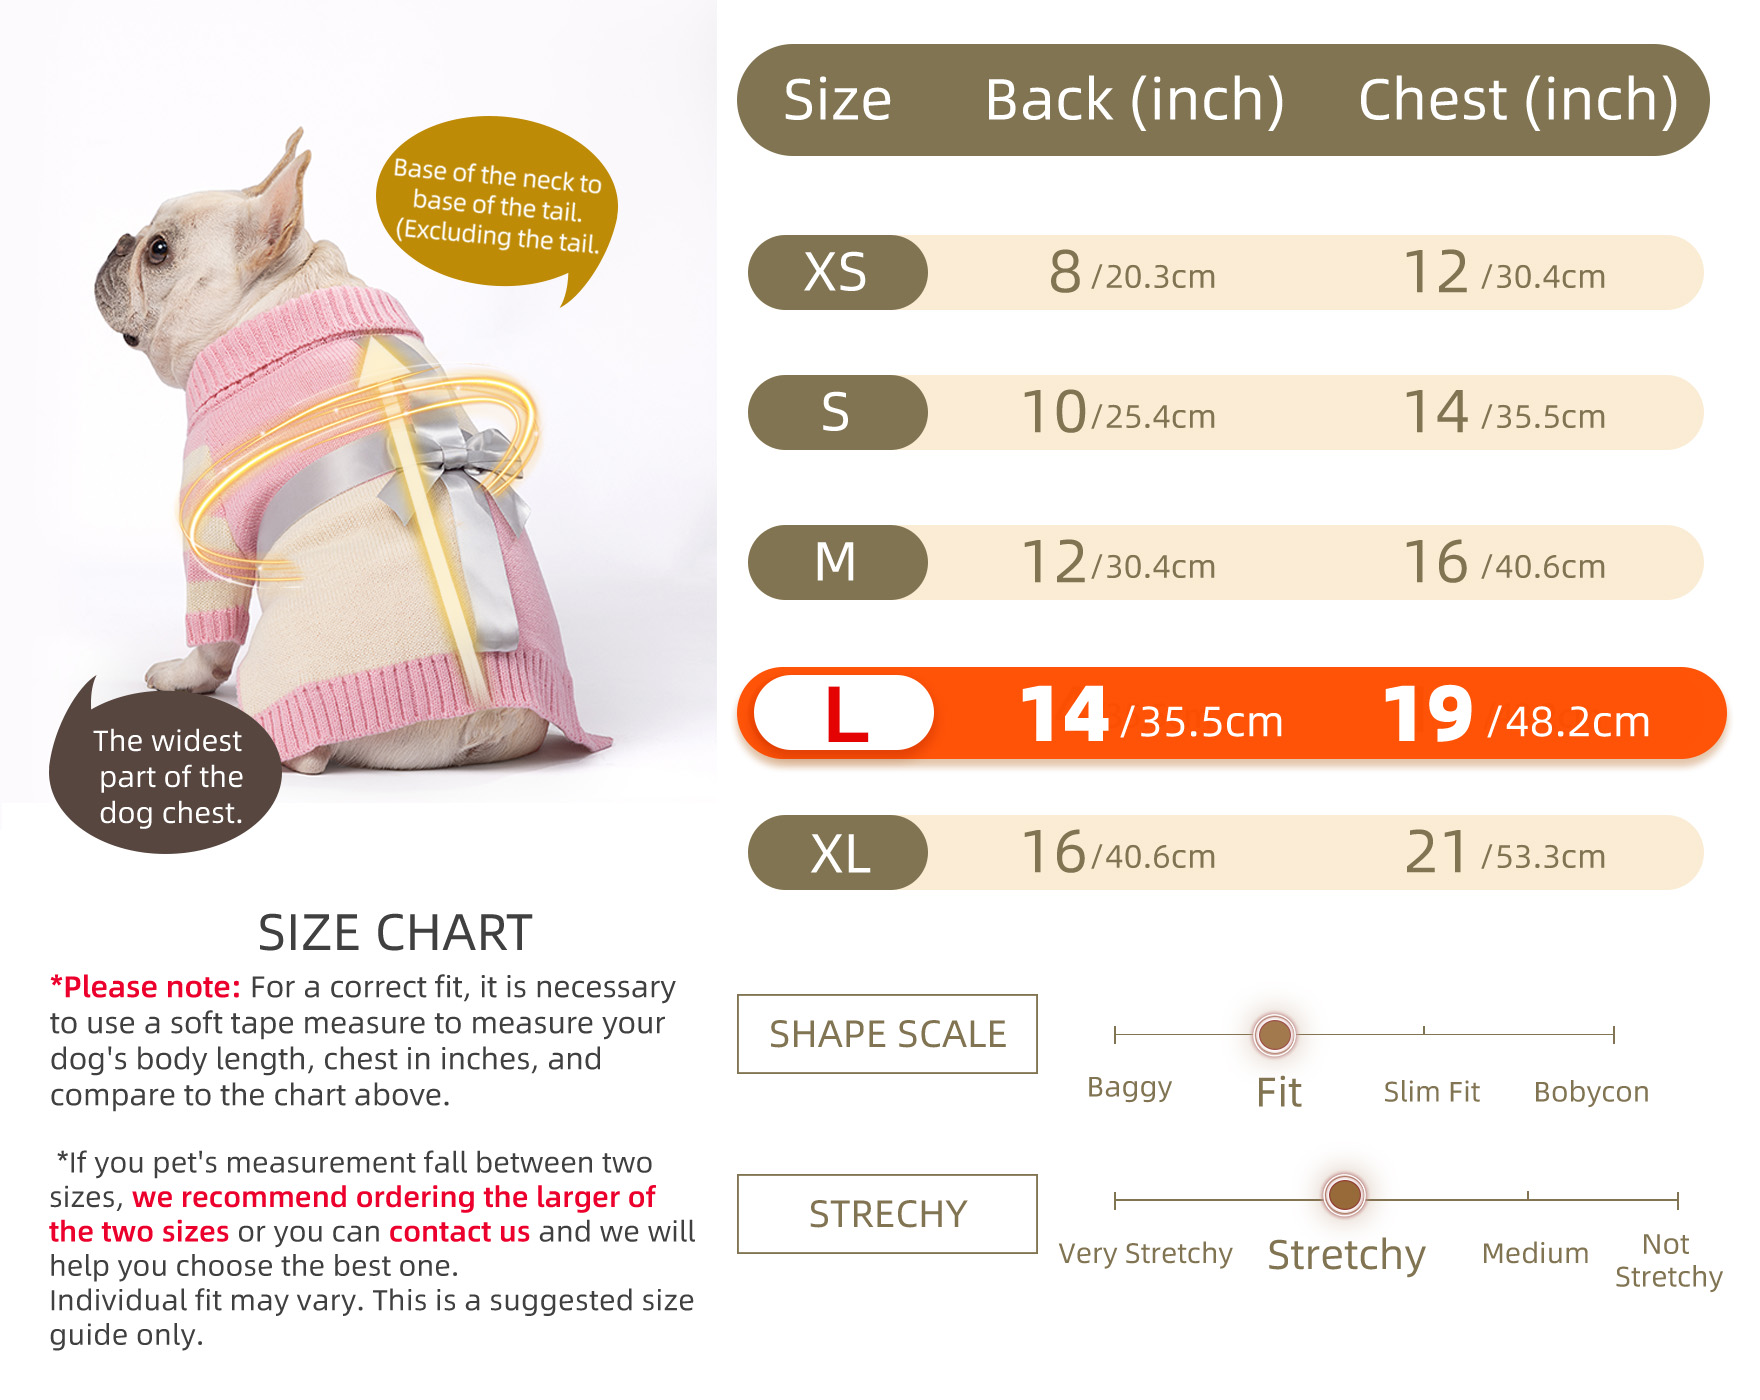 Base of the neck to
base of the tail.
(Excluding the tail.
The widest
part of the
dog chest.
Size Back (inch) Chest (inch)
XS 8 /20.3cm 12 /30.4cm
S 10/25.4cm 14 /35.5cm
M 12/30.4cm 16 /40.6cm
L 14 /35.5cm 19 /48.2cm
XL 16/40.6cm 21 /53.3cm
SIZE CHART
*Please note: For a correct fit, it is necessary
to use a soft tape measure to measure your
dog's body length, chest in inches, and
compare to the chart above.
*If you pet's measurement fall between two
sizes, we recommend ordering the larger of
the two sizes or you can contact us and we will
help you choose the best one.
Individual fit may vary. This is a suggested size
guide only.
SHAPE SCALE
Baggy Fit Slim Fit Bobycon
STRECHY
Very Stretchy Stretchy Medium Not
Stretchy